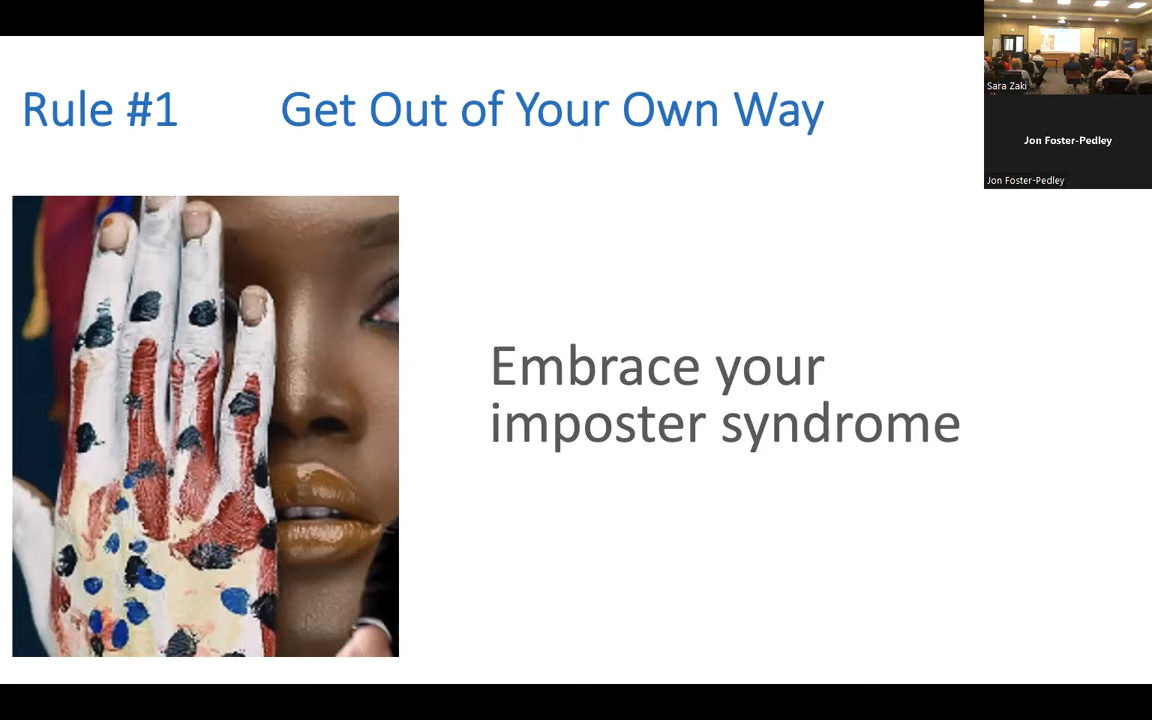 Rule #1 Get Out of Your Own Way
Embrace your
imposter syndrome
Sara Zaki
Jon Foster-Pedley
Jon Foster-Pedley